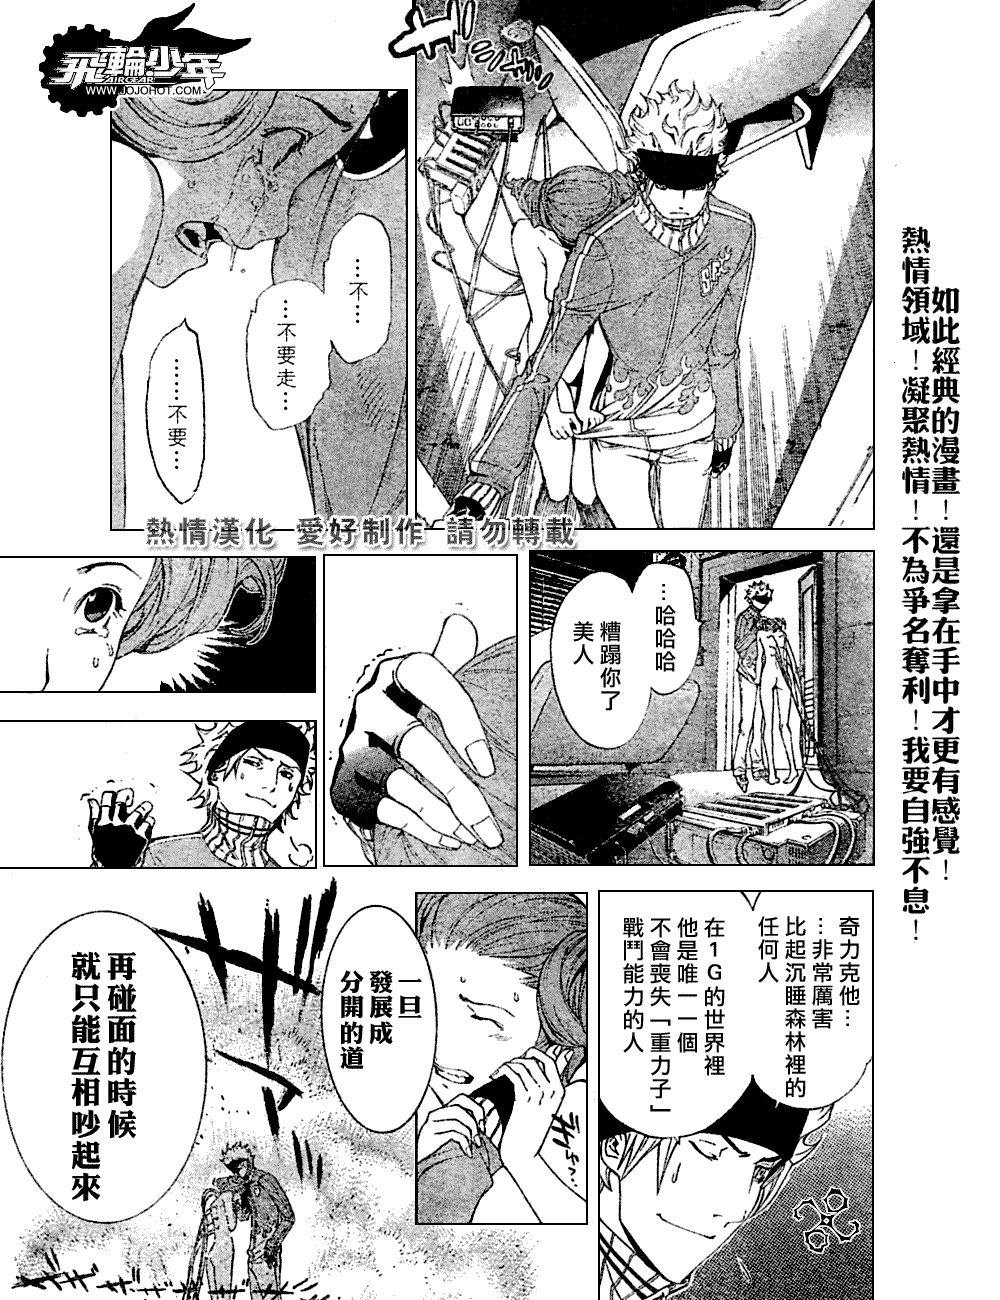 飛輪少年
AIRGEAR
WWW.JOJOHOT.COM
如此經典的漫畫！還是拿在手中才更有感覺！
熱情領域！凝聚熱情！不為爭名奪利！我要自強不息！
…不…
…不要走…
……不要…
熱情漢化 愛好制作 請勿轉載
…哈哈哈
糟蹋你了
美人
奇力克他…
…非常厲害
比起沉睡森林裡的
任何人
在1G的世界裡
他是唯一一個
不會喪失「重力子」
戰鬥能力的人
一旦
發展成
分開的道
再碰面的時候
就只能互相吵起來